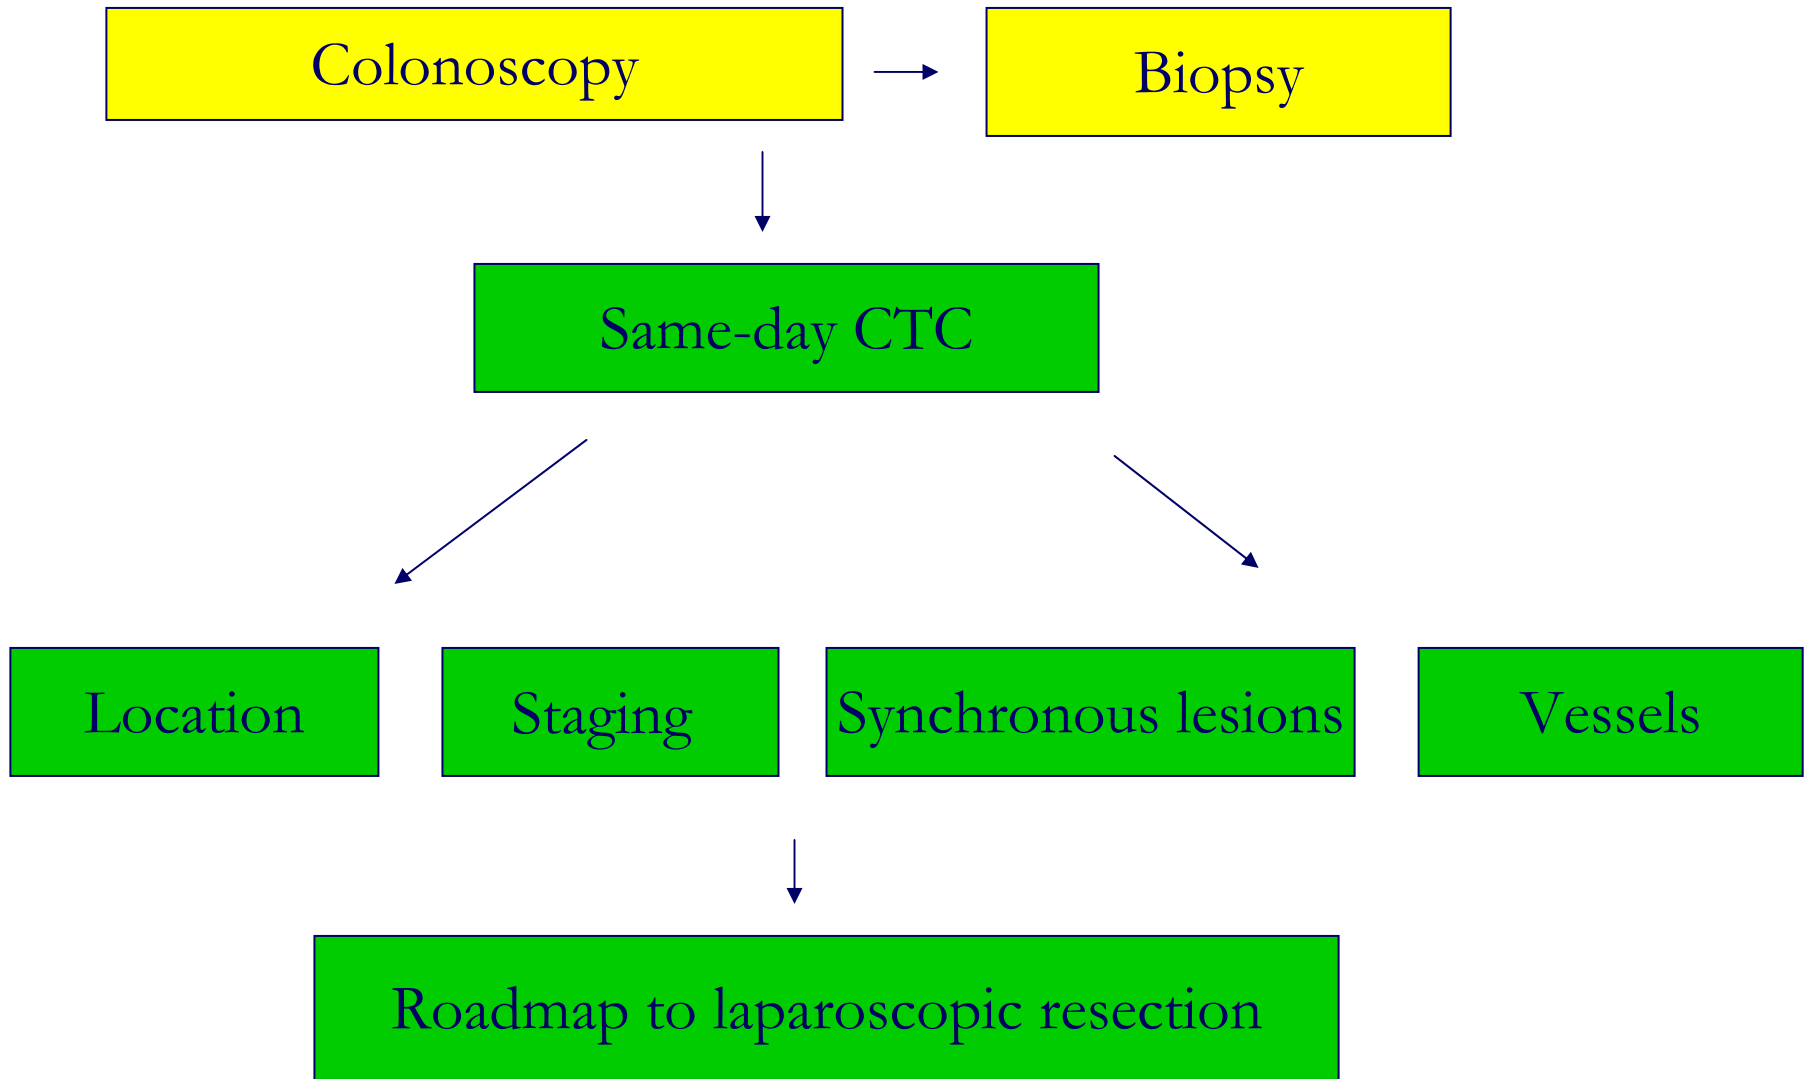 Colonoscopy
Biopsy
Same-day CTC
Location
Staging
Synchronous lesions
Vessels
Roadmap to laparoscopic resection